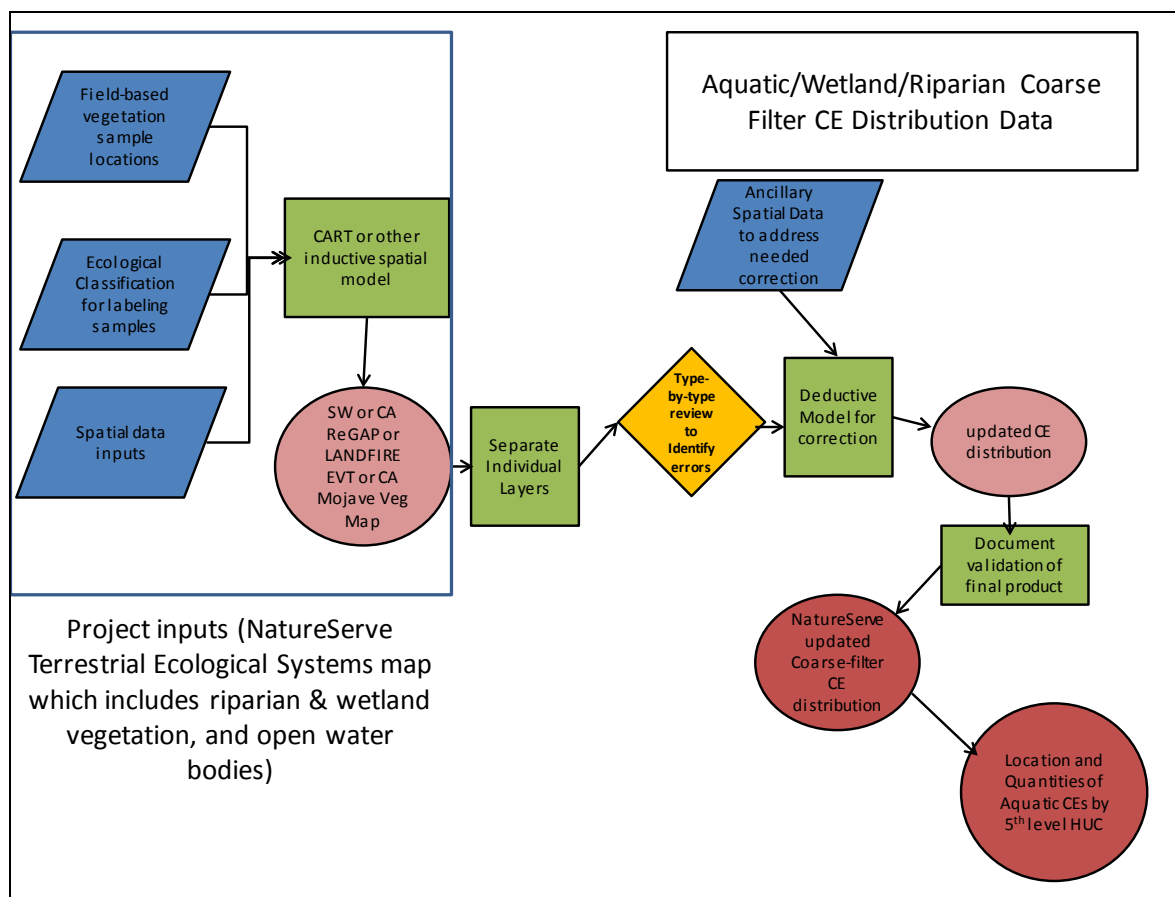 Field-based
vegetation
sample
locations
Ecological
Classification
for labeling
samples
Spatial data
inputs
CART or other
inductive spatial
model
SW or CA
ReGAP or
LANDFIRE
EVT or CA
Mojave Veg
Map
Project inputs (NatureServe
Terrestrial Ecological Systems map
which includes riparian & wetland
vegetation, and open water
bodies)
Aquatic/Wetland/Riparian Coarse
Filter CE Distribution Data
Separate
Individual
Layers
Type-
by-type
review
to
Identify
errors
Ancillary
Spatial Data
to address
needed
correction
Deductive
Model for
correction
updated CE
distribution
Document
validation of
final product
NatureServe
updated
Coarse-filter
CE
distribution
Location and
Quantities of
Aquatic CEs by
5th level HUC